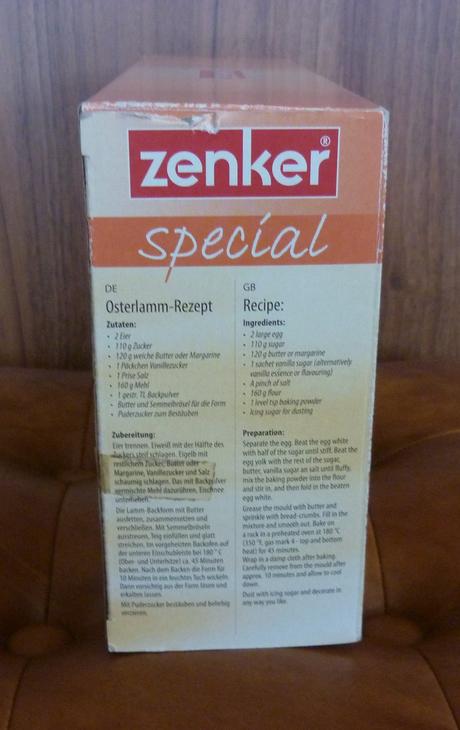 zenker®
special
DE
Osterlamm-Rezept
Zutaten:
• 2 Eier
• 110 g Zucker
• 120 g weiche Butter oder Margarine
• 1 Päckchen Vanillezucker
• 1 Prise Salz
• 160 g Mehl
• 1 gestr. TL Backpulver
• Butter und Semmelbrösel für die Form
• Puderzucker zum Bestäuben
Zubereitung:
Eier trennen. Eiweiß mit der Hälfte des
Zuckers steif schlagen. Eigelb mit
restlichem Zucker, Butter oder
Margarine, Vanillezucker und Salz
schaumig schlagen. Das mit Backpulver
vermischte Mehl dazurühren, Eischnee
unterheben.
Die Lamm-Backform mit Butter
ausfetten, zusammensetzen und
verschließen. Mit Semmelbröseln
ausstreuen, Teig einfüllen und glatt
streichen. Im vorgeheizten Backofen auf
der unteren Einschubleiste bei 180 °C
(Ober- und Unterhitze) ca. 45 Minuten
backen. Nach dem Backen die Form für
10 Minuten in ein feuchtes Tuch wickeln.
Dann vorsichtig aus der Form lösen und
erkalten lassen.
Mit Puderzucker bestäuben und beliebig
verzieren.
GB
Recipe:
Ingredients:
• 2 large egg
• 110 g sugar
• 120 g butter or margarine
• 1 sachet vanilla sugar (alternatively
vanilla essence or flavouring)
• A pinch of salt
• 160 g flour
• 1 level tsp baking powder
• Icing sugar for dusting
Preparation:
Separate the egg. Beat the egg white
with half of the sugar until stiff. Beat the
egg yolk with the rest of the sugar,
butter, vanilla sugar an salt until fluffy,
mix the baking powder into the flour
and stir in, and then fold in the beaten
egg white.
Grease the mould with butter and
sprinkle with bread-crumbs. Fill in the
mixture and smooth out. Bake on
a rack in a preheated oven at 180 °C
(350 °F, gas mark 4 - top and bottom
heat) for 45 minutes.
Wrap in a damp cloth after baking.
Carefully remove from the mould after
approx. 10 minutes and allow to cool
down.
Dust with icing sugar and decorate in
any way you like.